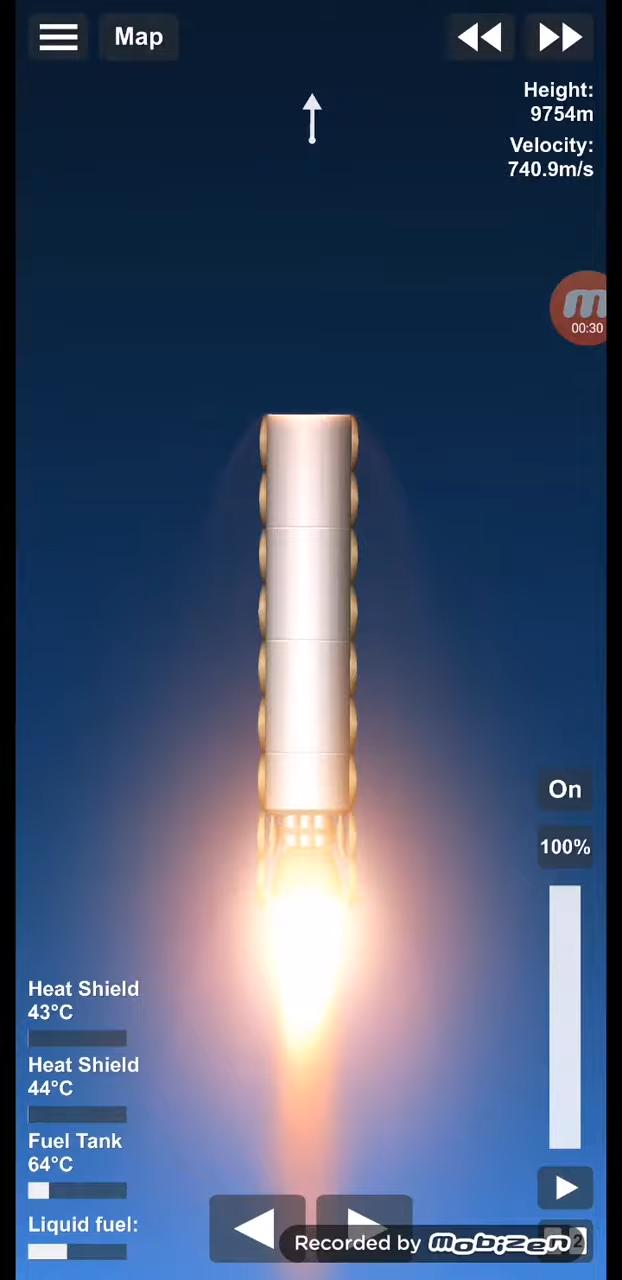 Map
Height:
9754m
Velocity:
740.9m/s
00:30
On
100%
Heat Shield
43°C
Heat Shield
44°C
Fuel Tank
64°C
Liquid fuel:
Recorded by mobizen
2